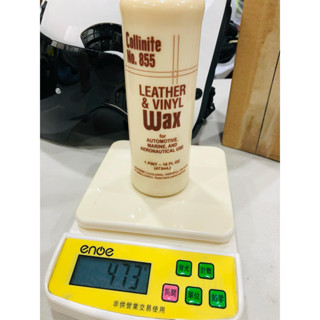 Collinite
No. 855
LEATHER
& VINYL
Wax
for
AUTOMOTIVE,
MARINE, AND
AERONAUTICAL USE
1 PINT - 16 FL OZ
(473mL)
enoe
473
非供營業交易使用